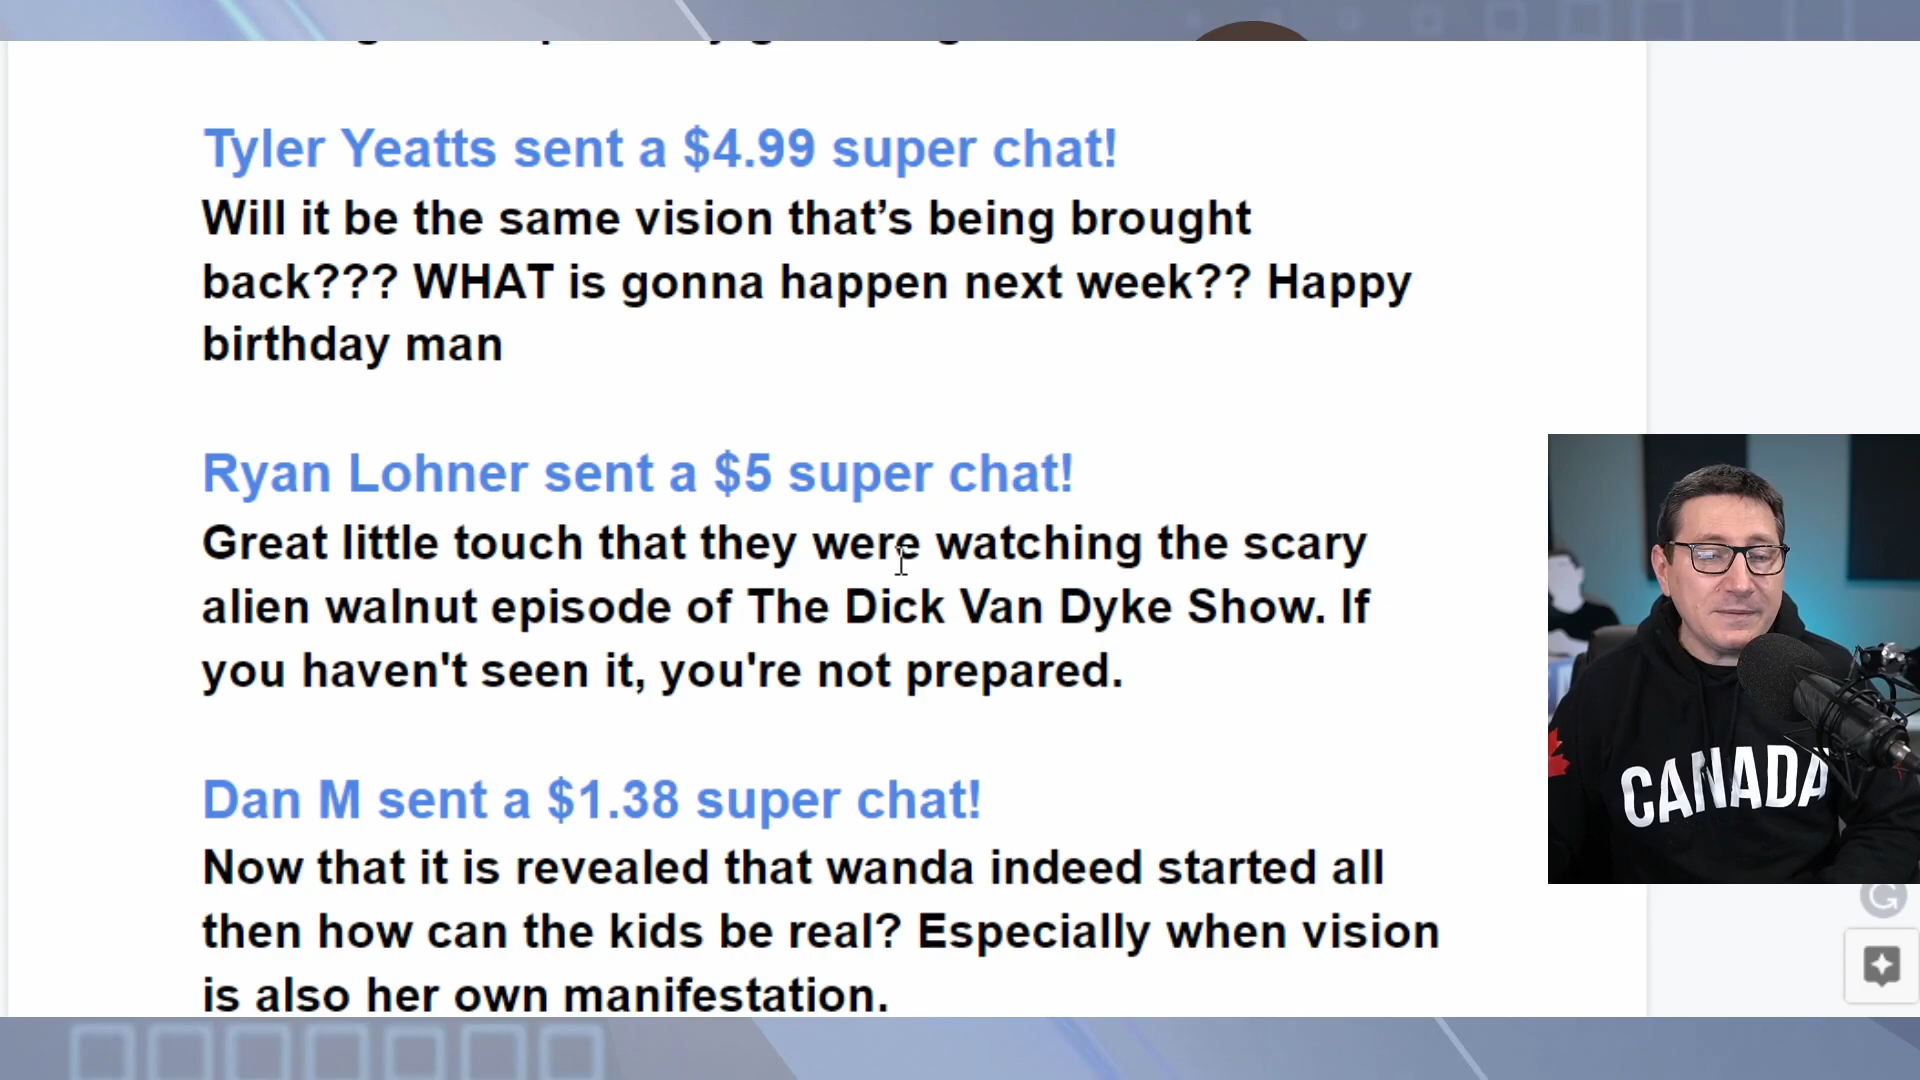 Tyler Yeatts sent a $4.99 super chat!
Will it be the same vision that’s being brought
back??? WHAT is gonna happen next week?? Happy
birthday man
Ryan Lohner sent a $5 super chat!
Great little touch that they were watching the scary
alien walnut episode of The Dick Van Dyke Show. If
you haven't seen it, you're not prepared.
Dan M sent a $1.38 super chat!
Now that it is revealed that wanda indeed started all
then how can the kids be real? Especially when vision
is also her own manifestation.
CANADA